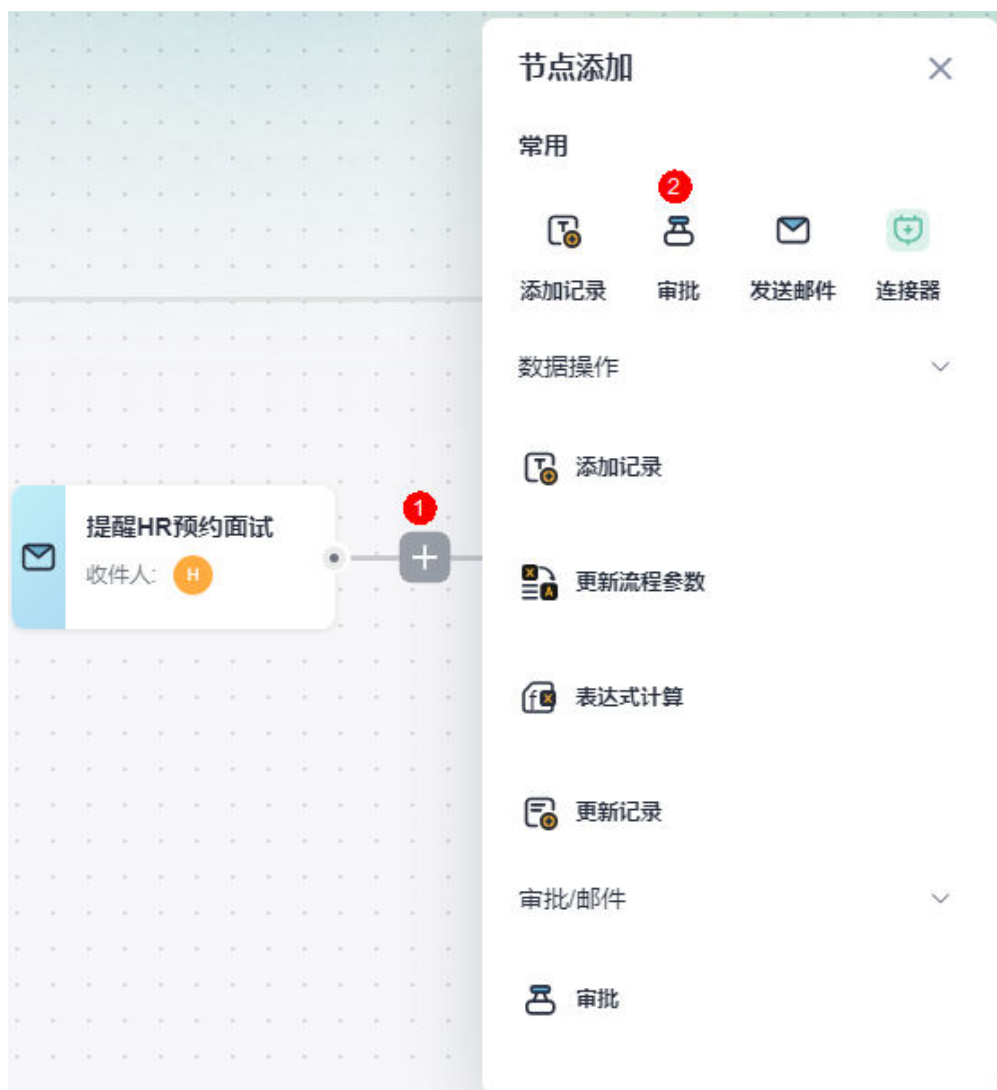 节点添加
常用
2
添加记录 审批 发送邮件 连接器
数据操作
添加记录
1
提醒HR预约面试
收件人: H
更新流程参数
表达式计算
更新记录
审批/邮件
审批